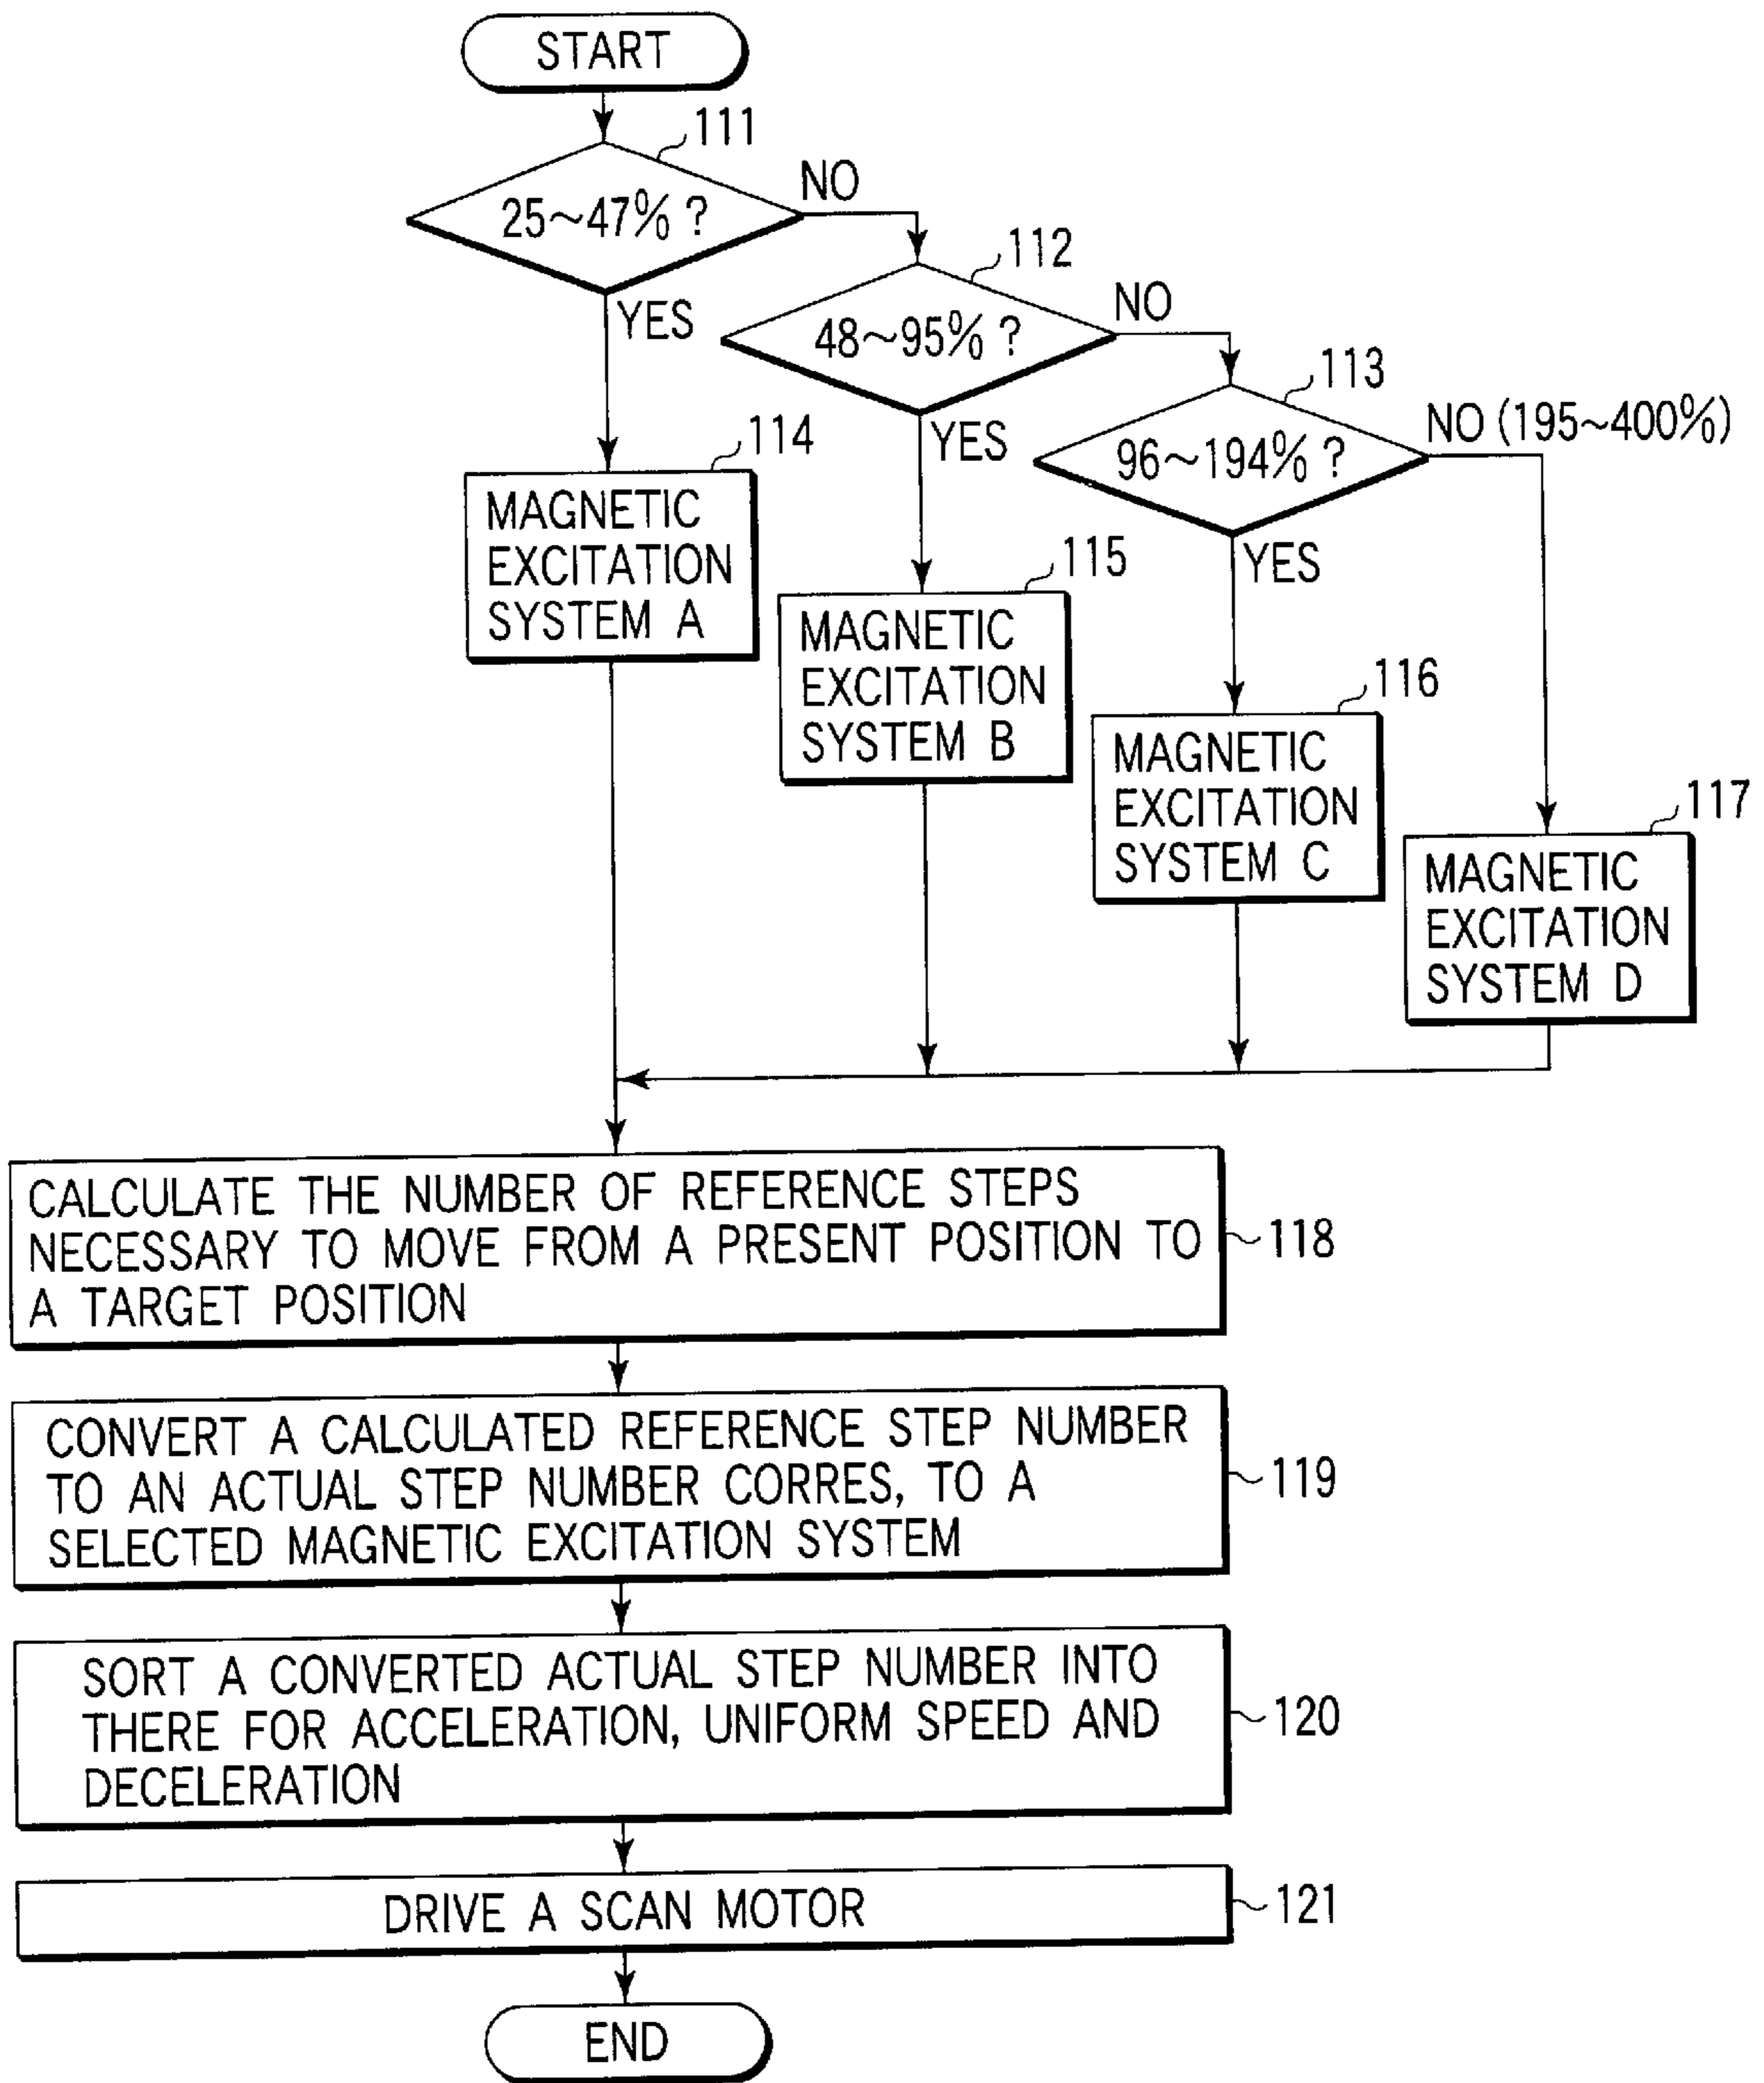 START
111
25~47% ?
NO
YES
112
48~95% ?
NO
YES
113
96~194% ?
NO (195~400%)
YES
114
MAGNETIC
EXCITATION
SYSTEM A
115
MAGNETIC
EXCITATION
SYSTEM B
116
MAGNETIC
EXCITATION
SYSTEM C
117
MAGNETIC
EXCITATION
SYSTEM D
CALCULATE THE NUMBER OF REFERENCE STEPS
NECESSARY TO MOVE FROM A PRESENT POSITION TO
A TARGET POSITION
118
CONVERT A CALCULATED REFERENCE STEP NUMBER
TO AN ACTUAL STEP NUMBER CORRES, TO A
SELECTED MAGNETIC EXCITATION SYSTEM
119
SORT A CONVERTED ACTUAL STEP NUMBER INTO
THERE FOR ACCELERATION, UNIFORM SPEED AND
DECELERATION
120
DRIVE A SCAN MOTOR
121
END